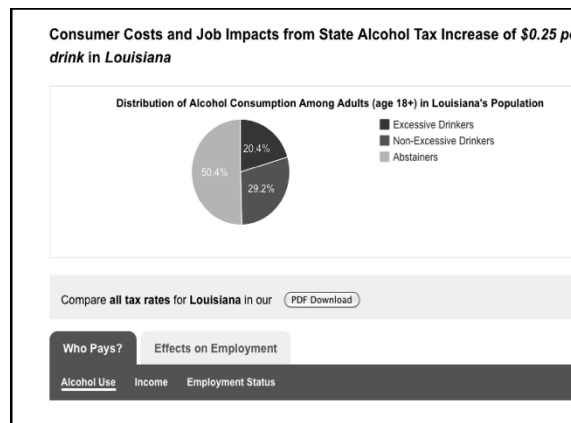 Consumer Costs and Job Impacts from State Alcohol Tax Increase of $0.25
drink in Louisiana
Distribution of Alcohol Consumption Among Adults (age 18+) in Louisiana's Population
20.4%
50.4%
29.2%
Excessive Drinkers
Non-Excessive Drinkers
Abstainers
Compare all tax rates for Louisiana in our PDF Download
Who Pays? Effects on Employment
Alcohol Use Income Employment Status